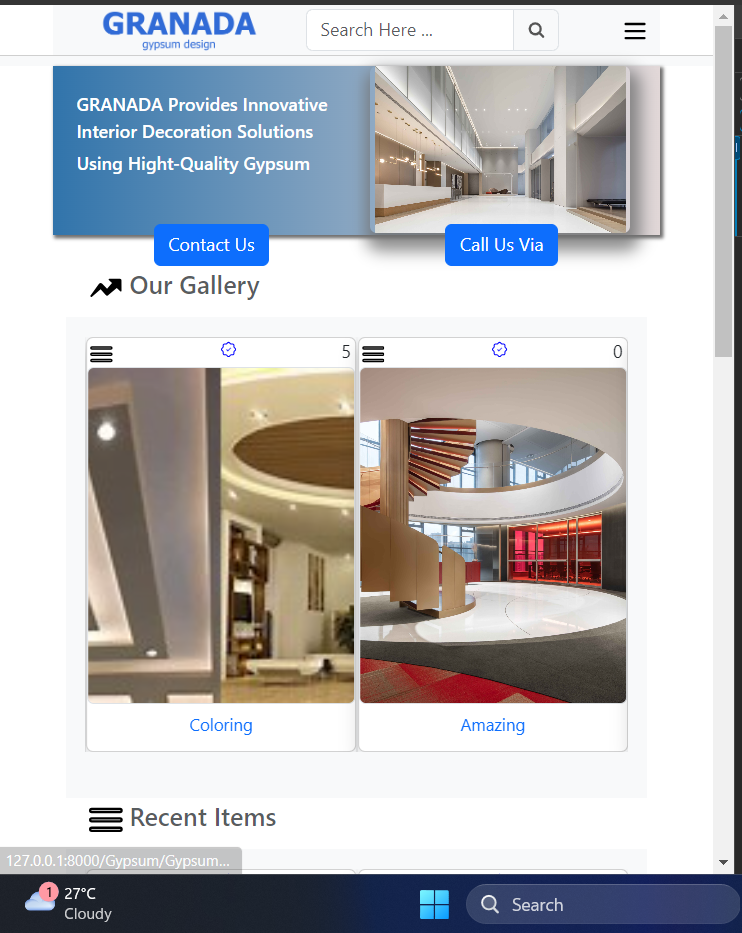 GRANADA
gypsum design
Search Here ...
GRANADA Provides Innovative
Interior Decoration Solutions
Using Hight-Quality Gypsum
Contact Us
Call Us Via
Our Gallery
5
0
Coloring
Amazing
Recent Items
127.0.0.1:8000/Gypsum/Gypsum...
1
27°C
Cloudy
Search